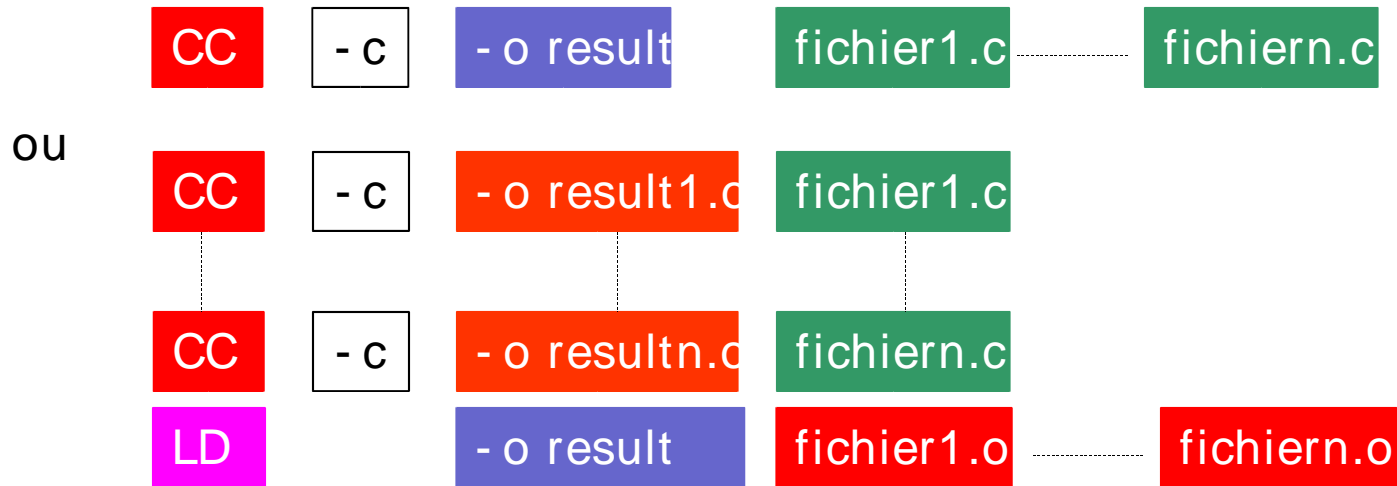 CC - c - o result fichier1.c fichiern.c
ou
CC - c - o result1.o fichier1.c
CC - c - o resultn.o fichiern.c
LD - o result fichier1.o fichiern.o